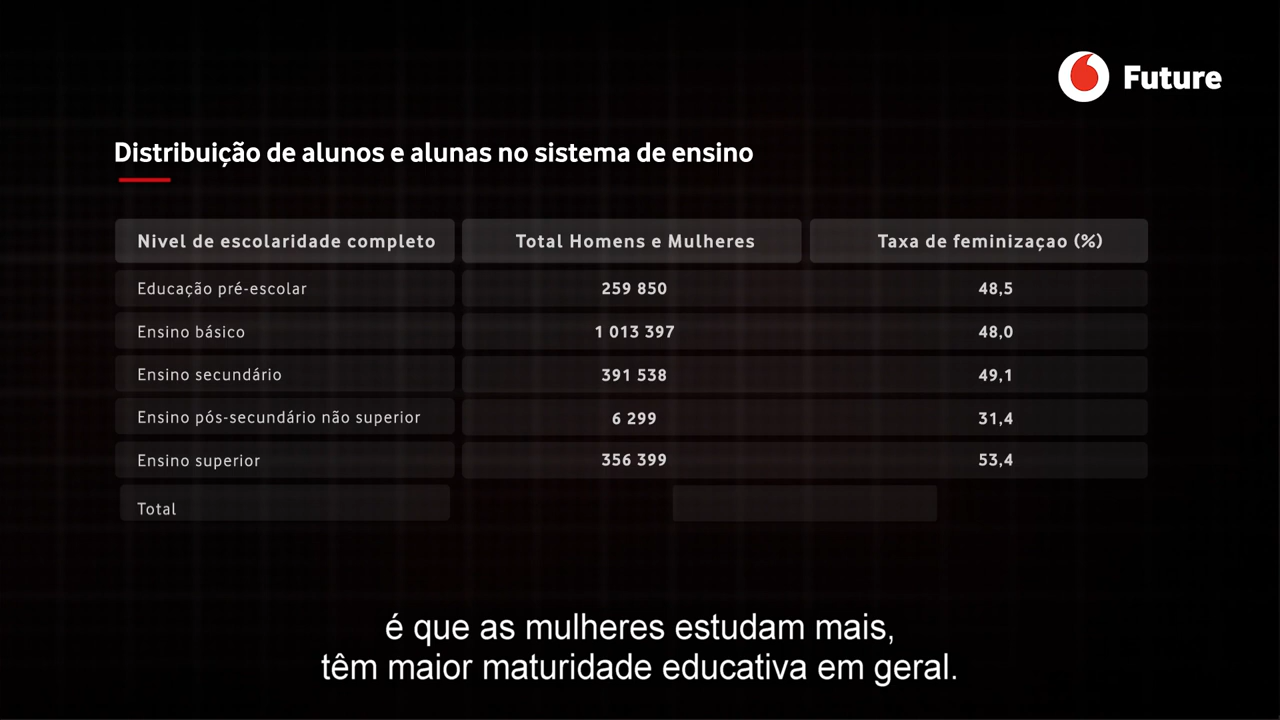 Future
Distribuição de alunos e alunas no sistema de ensino
Nivel de escolaridade completo Total Homens e Mulheres Taxa de feminizaçao (%)
Educação pré-escolar 259 850 48,5
Ensino básico 1 013 397 48,0
Ensino secundário 391 538 49,1
Ensino pós-secundário não superior 6 299 31,4
Ensino superior 356 399 53,4
Total
é que as mulheres estudam mais,
têm maior maturidade educativa em geral.